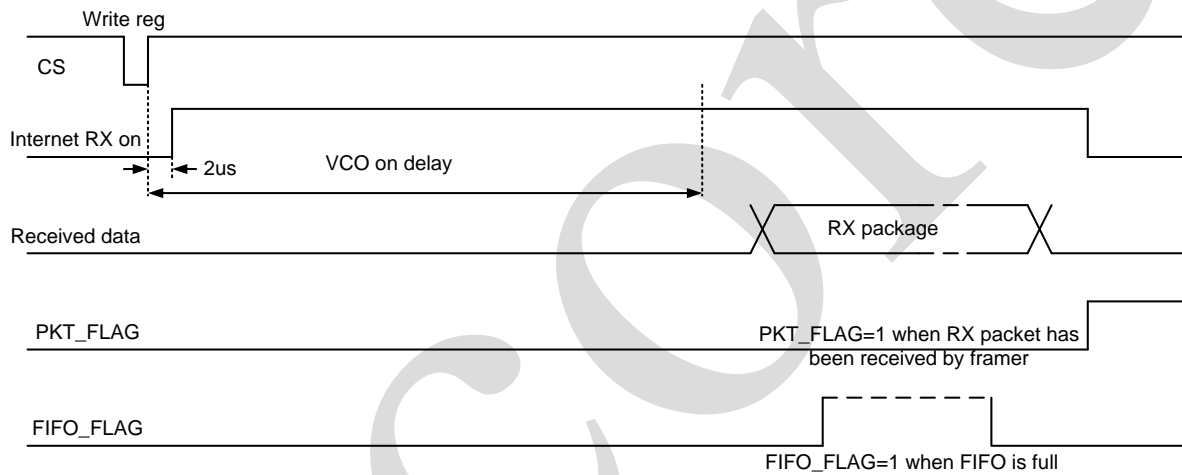 Write reg
CS
Internet RX on
2us
VCO on delay
Received data
RX package
PKT_FLAG
PKT_FLAG=1 when RX packet has
been received by framer
FIFO_FLAG
FIFO_FLAG=1 when FIFO is full